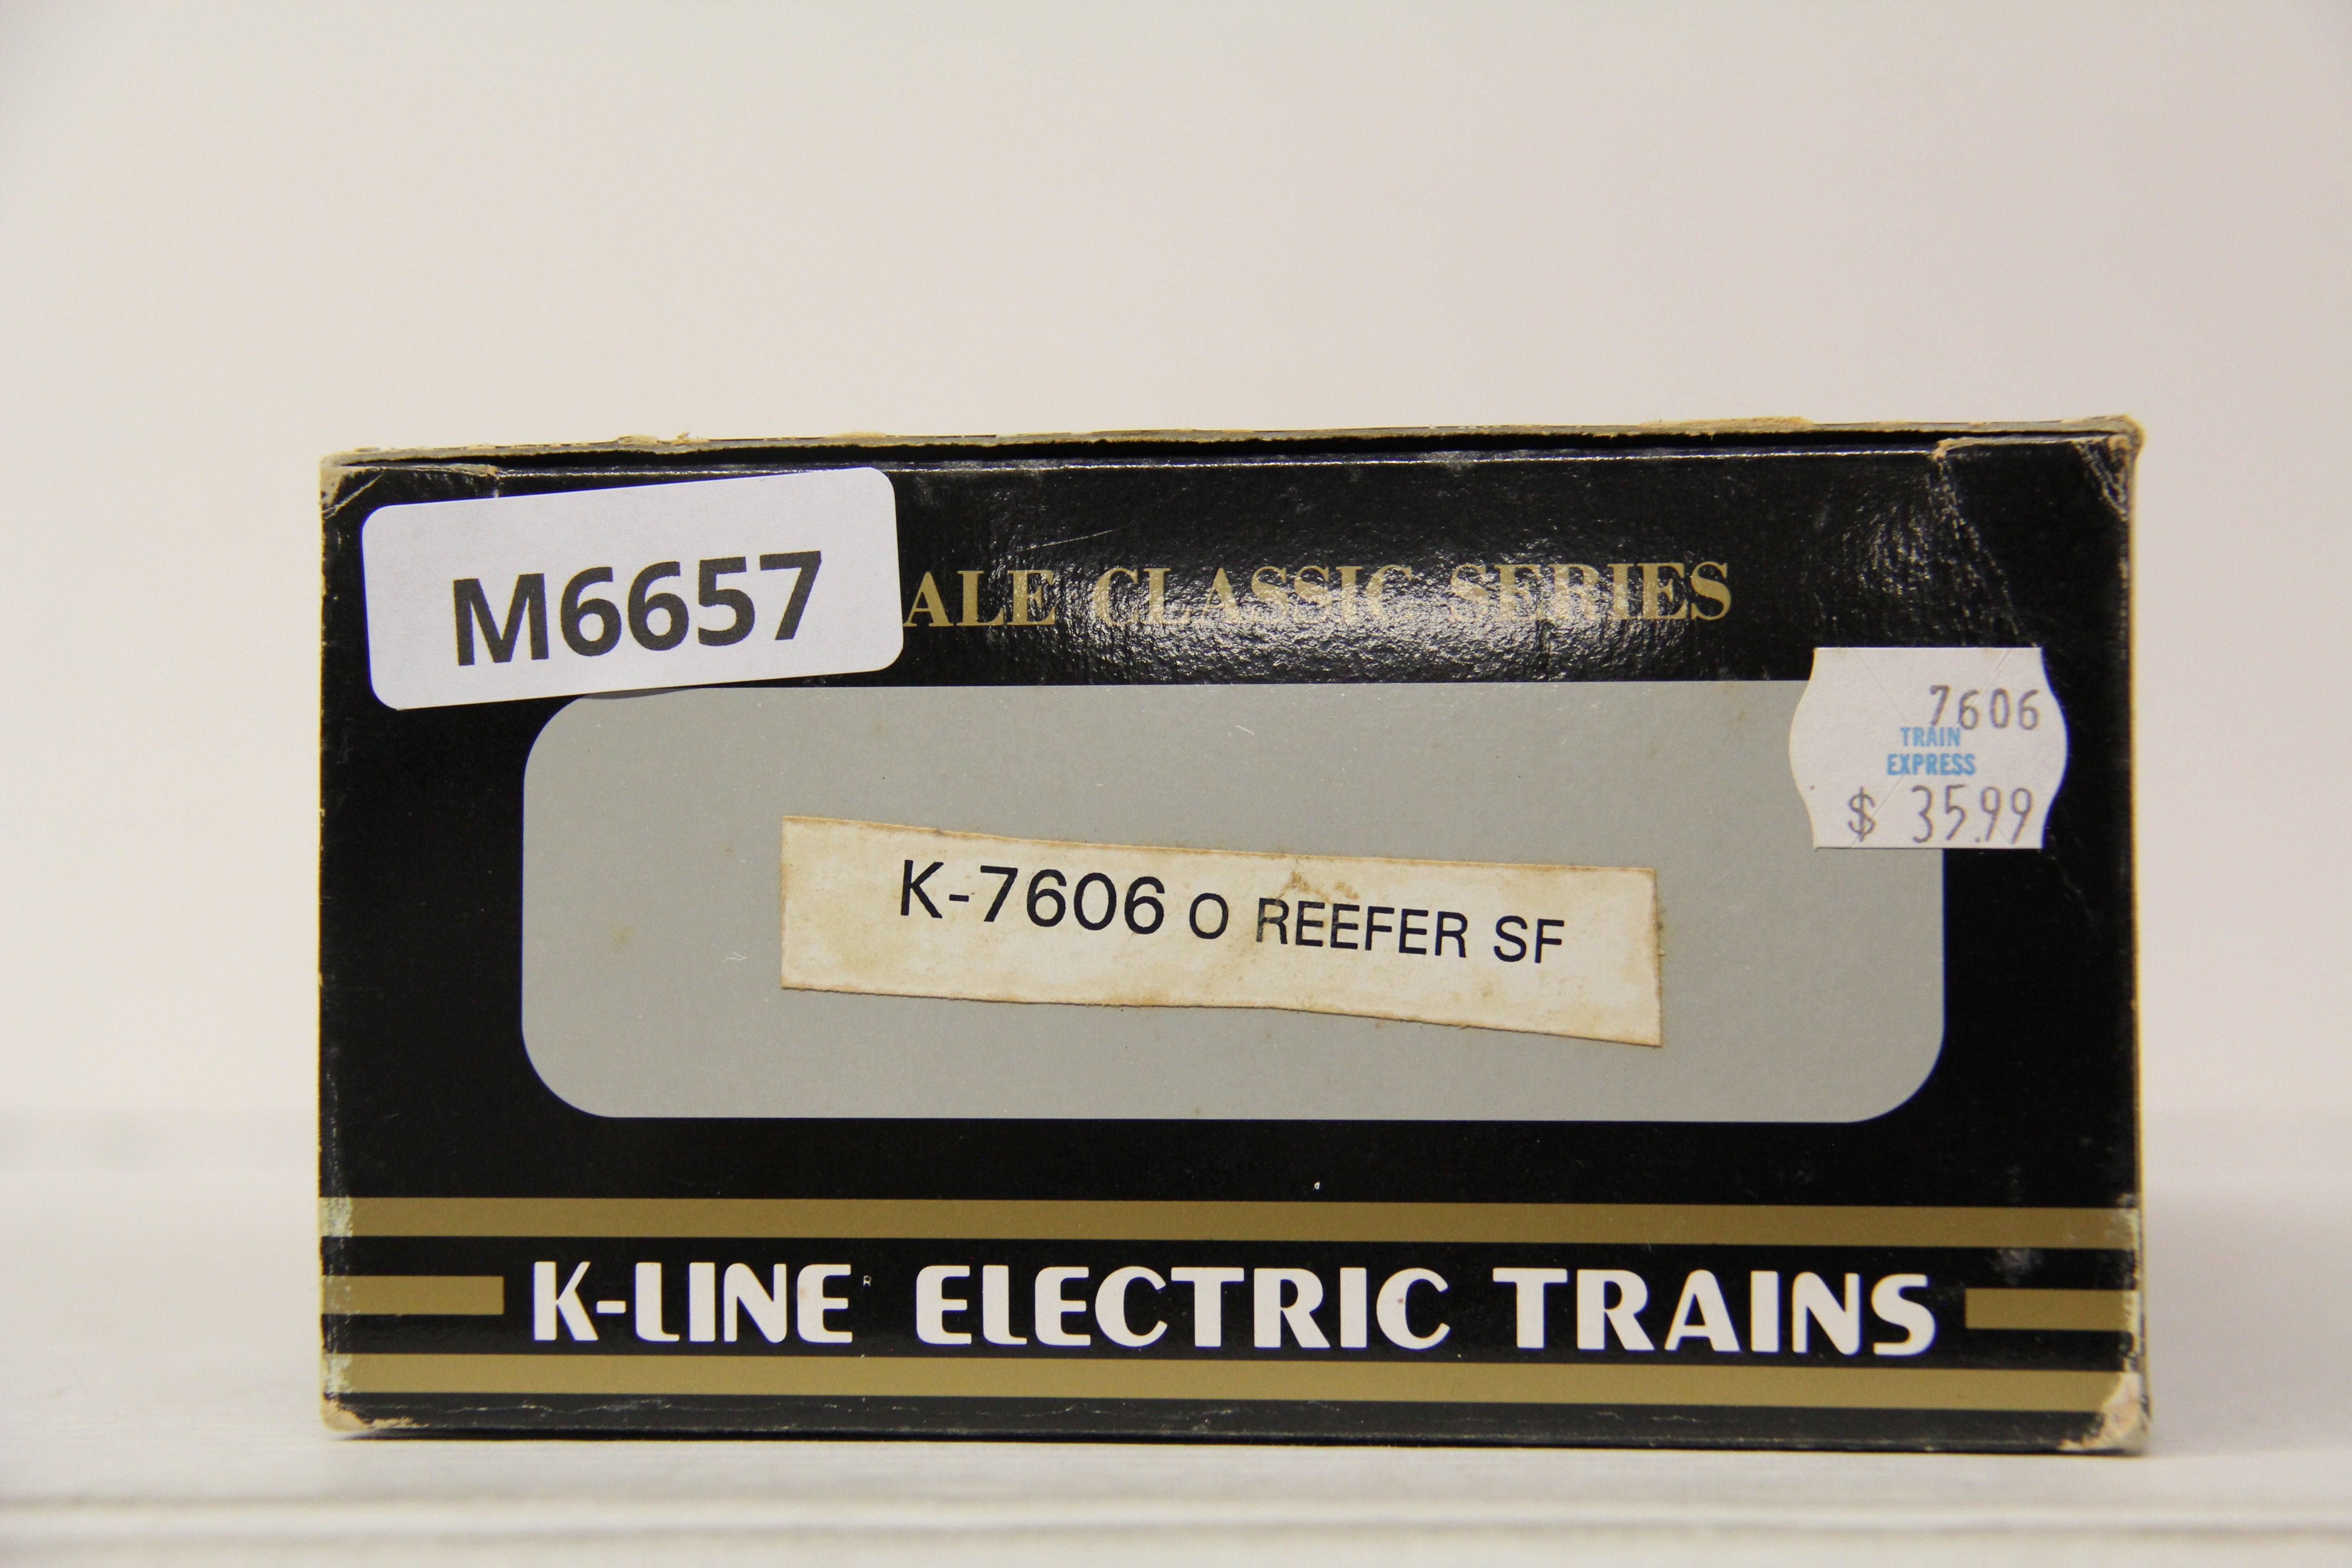 M6657
ALE CLASSIC SERIES
7606
TRAIN
EXPRESS
$ 35.99
K-7606 O REEFER SF
K-LINE® ELECTRIC TRAINS